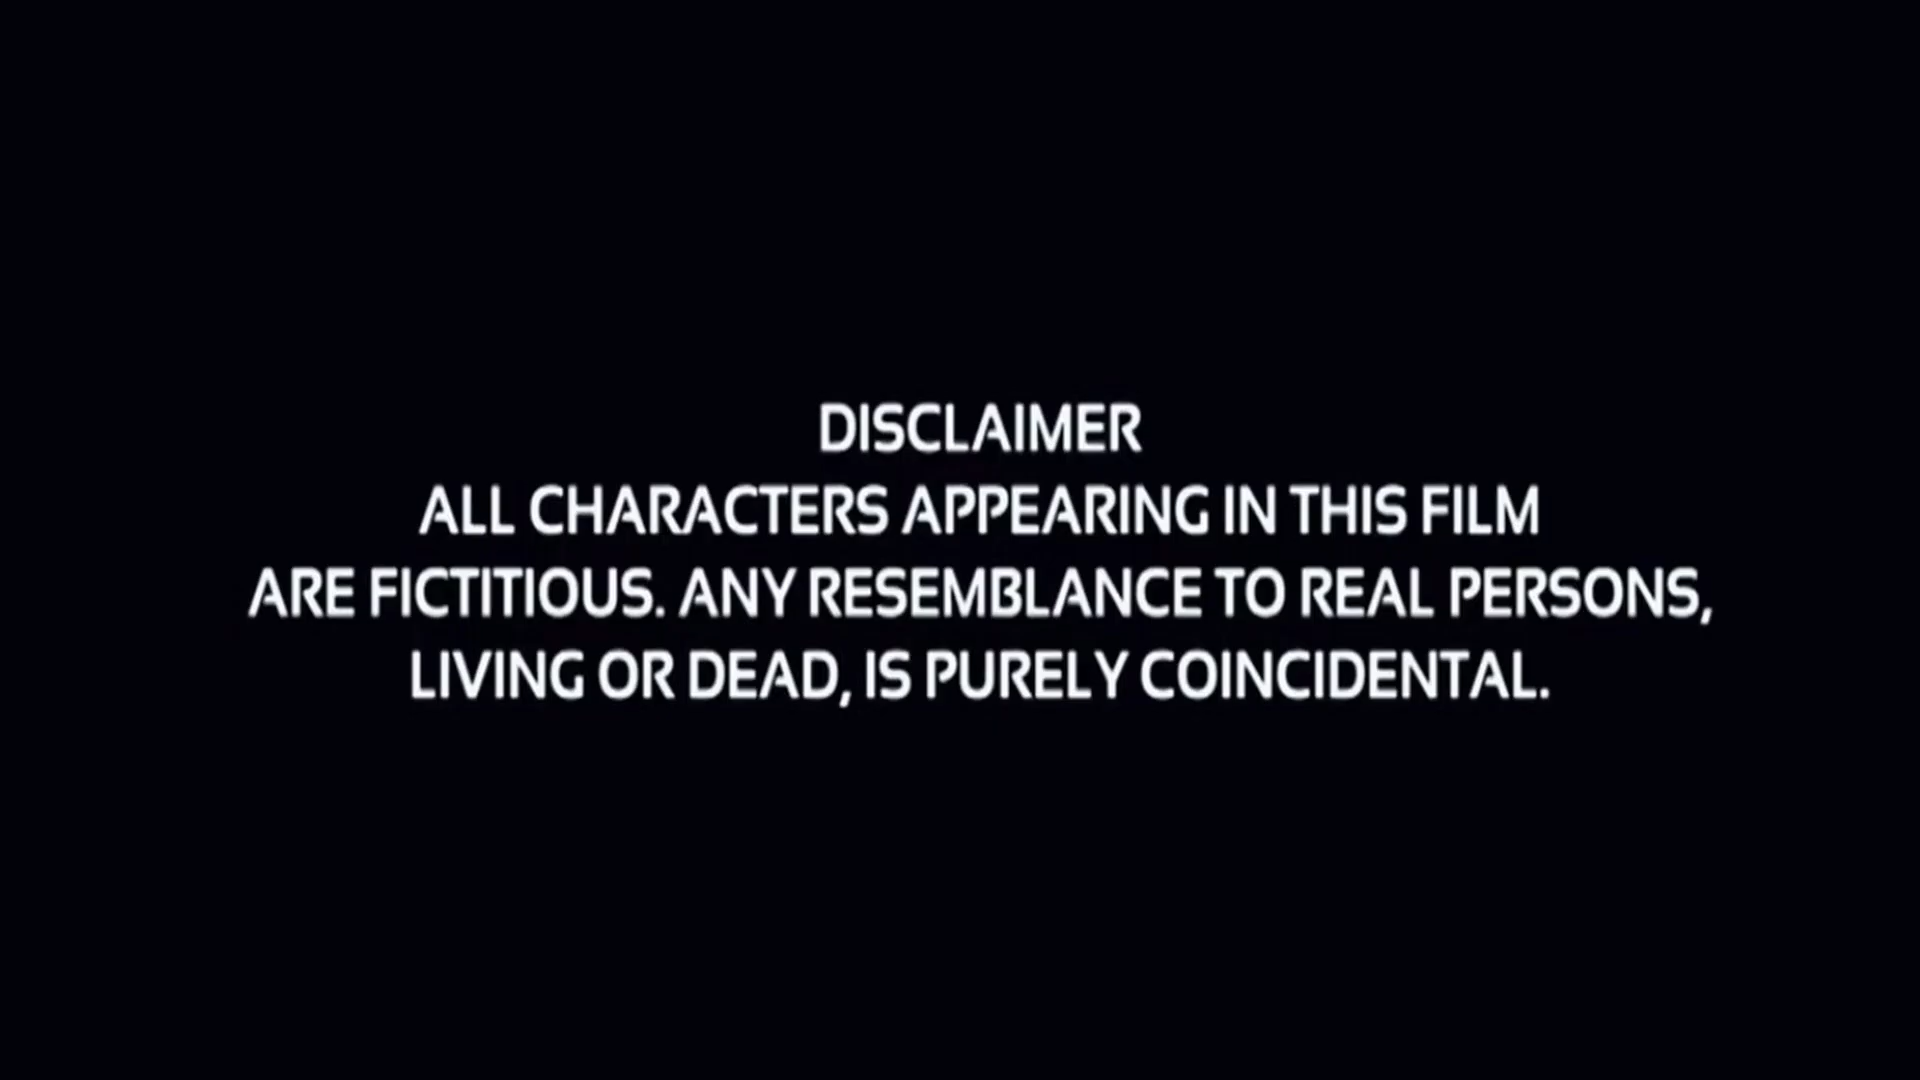 DISCLAIMER
ALL CHARACTERS APPEARING IN THIS FILM
ARE FICTITIOUS. ANY RESEMBLANCE TO REAL PERSONS,
LIVING OR DEAD, IS PURELY COINCIDENTAL.